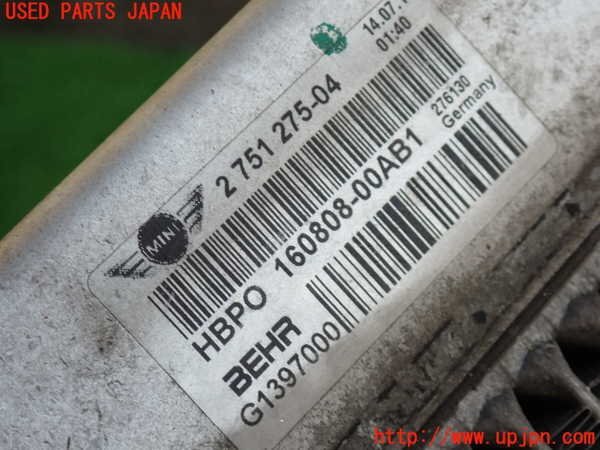 USED PARTS JAPAN
14.07.1
01:40
2 751 275-04
276130
Germany
MINI
HBPO 160808-00AB1
BEHR
G1397000
http://www.upjpn.com/